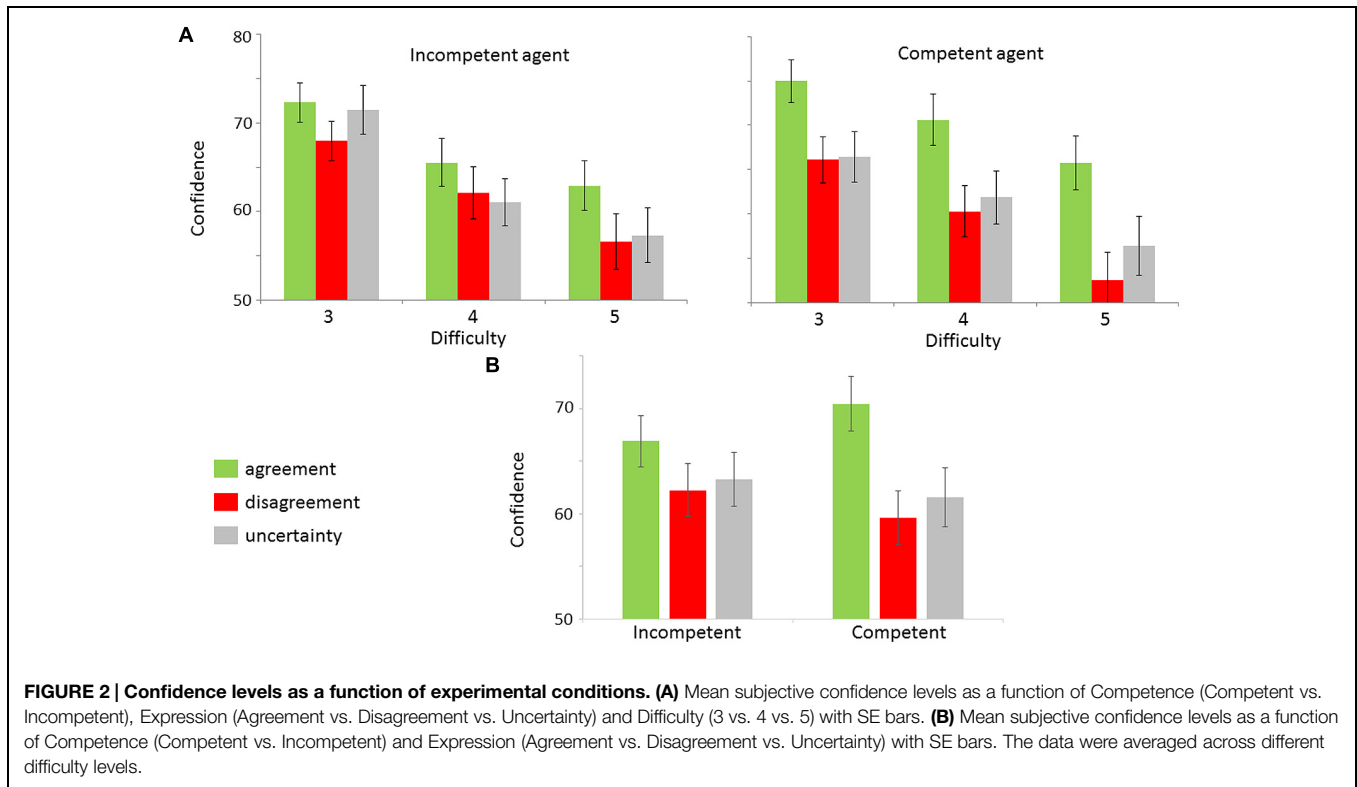 A
80
70
60
50
Confidence
Incompetent agent
3 4 5
Difficulty
Competent agent
3 4 5
Difficulty
B
70
60
50
Confidence
Incompetent Competent
agreement
disagreement
uncertainty
FIGURE 2 | Confidence levels as a function of experimental conditions. (A) Mean subjective confidence levels as a function of Competence (Competent vs.
Incompetent), Expression (Agreement vs. Disagreement vs. Uncertainty) and Difficulty (3 vs. 4 vs. 5) with SE bars. (B) Mean subjective confidence levels as a function
of Competence (Competent vs. Incompetent) and Expression (Agreement vs. Disagreement vs. Uncertainty) with SE bars. The data were averaged across different
difficulty levels.